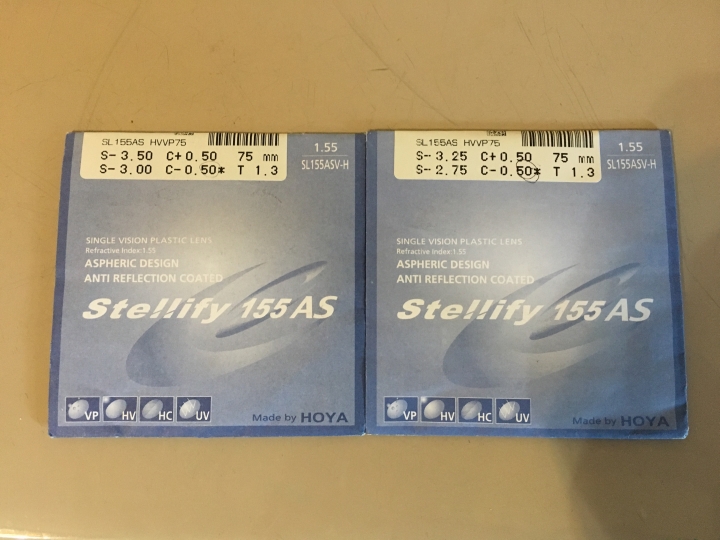 SL155AS HVVP75
S- 3.50 C+ 0.50 75 mm
S- 3.00 C- 0.50* T 1.3
1.55
SL155ASV-H
SINGLE VISION PLASTIC LENS
Refractive Index:1.55
ASPHERIC DESIGN
ANTI REFLECTION COATED
Stellify 155 AS
VP HV HC UV
Made by HOYA
SL155AS HVVP75
S- 3.25 C+ 0.50 75 mm
S- 2.75 C- 0.50* T 1.3
1.55
SL155ASV-H
SINGLE VISION PLASTIC LENS
Refractive Index:1.55
ASPHERIC DESIGN
ANTI REFLECTION COATED
Stellify 155 AS
VP HV HC UV
Made by HOYA